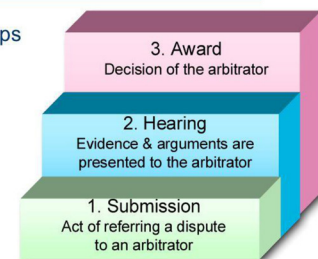 ps
3. Award
Decision of the arbitrator
2. Hearing
Evidence & arguments are
presented to the arbitrator
1. Submission
Act of referring a dispute
to an arbitrator